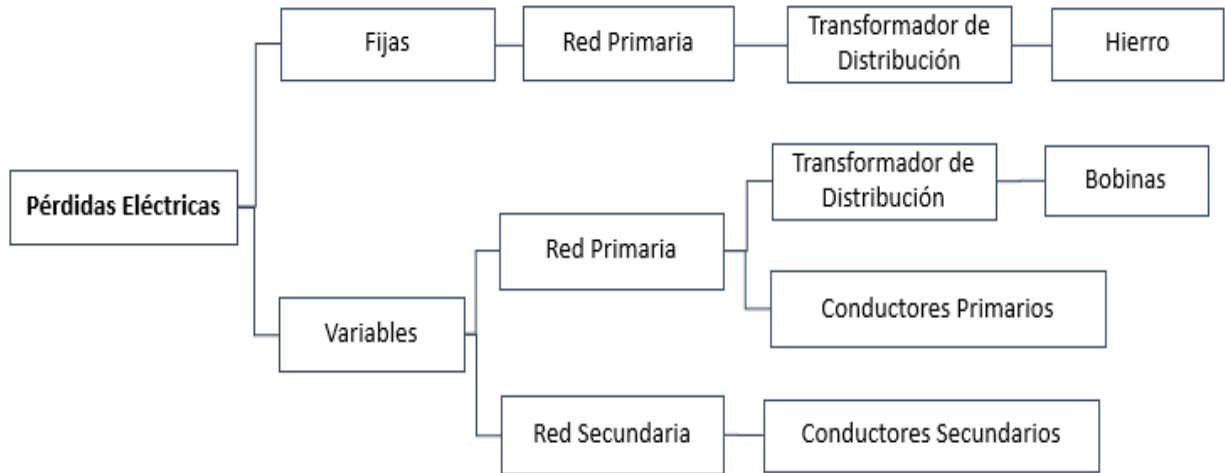 Fijas
Red Primaria
Transformador de
Distribución
Hierro
Pérdidas Eléctricas
Transformador de
Distribución
Bobinas
Red Primaria
Conductores Primarios
Variables
Red Secundaria
Conductores Secundarios